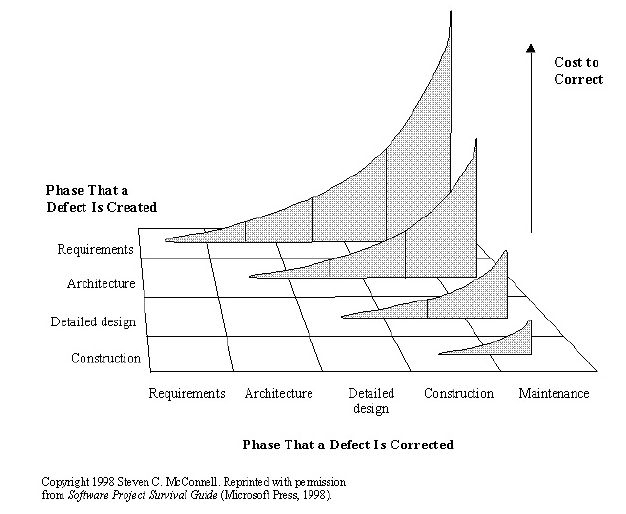 Cost to
Correct
Phase That a
Defect Is Created
Requirements
Architecture
Detailed design
Construction
Requirements Architecture Detailed design Construction Maintenance
Phase That a Defect Is Corrected
Copyright 1998 Steven C. McConnell. Reprinted with permission
from Software Project Survival Guide (Microsoft Press, 1998).